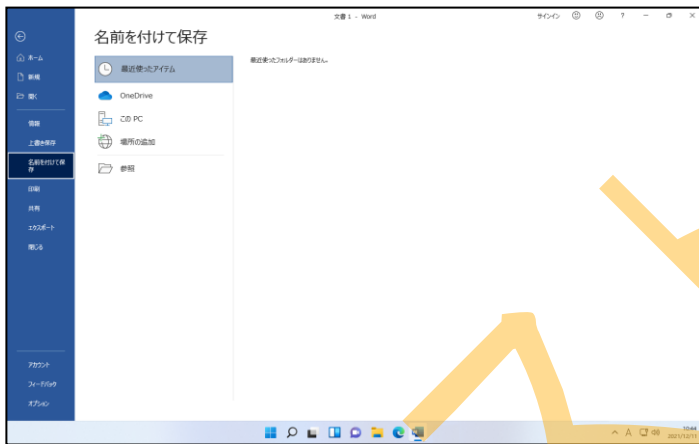 文書 1 - Word
サインイン
?
名前を付けて保存
ホーム
新規
開く
情報
上書き保存
名前を付けて保
存
印刷
共有
エクスポート
閉じる
アカウント
フィードバック
オプション
最近使ったアイテム
OneDrive
この PC
場所の追加
参照
最近使ったフォルダーはありません。
A
10:44
2021/12/11